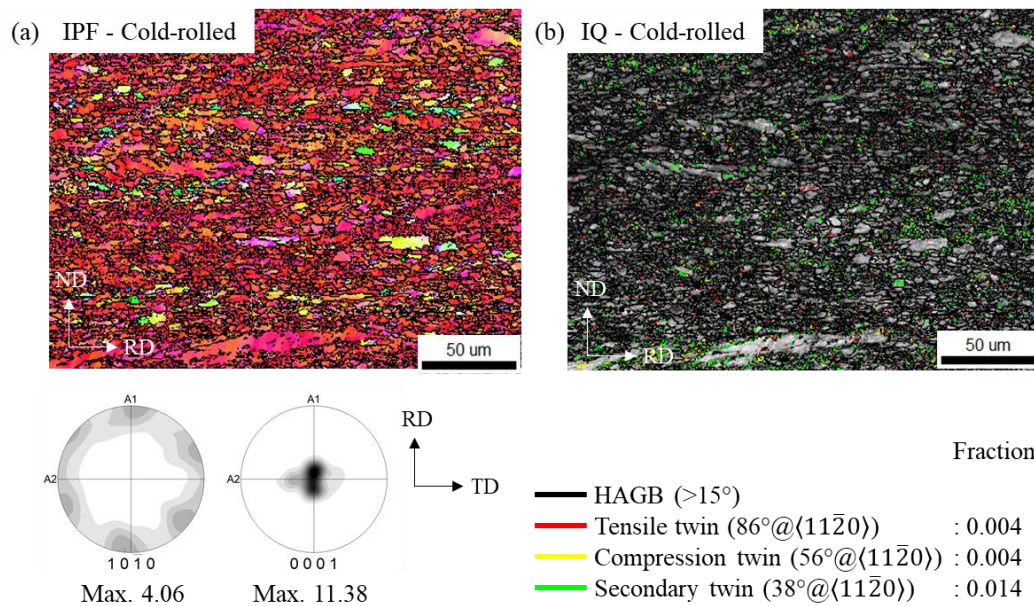 (a) IPF - Cold-rolled
ND
RD
50 um
(b) IQ - Cold-rolled
ND
RD
50 um
A1
A2
101̄0
Max. 4.06
A1
A2
0001
Max. 11.38
RD
TD
Fraction
HAGB (>15°)
Tensile twin (86°@⟨112̄0⟩) : 0.004
Compression twin (56°@⟨112̄0⟩) : 0.004
Secondary twin (38°@⟨112̄0⟩) : 0.014